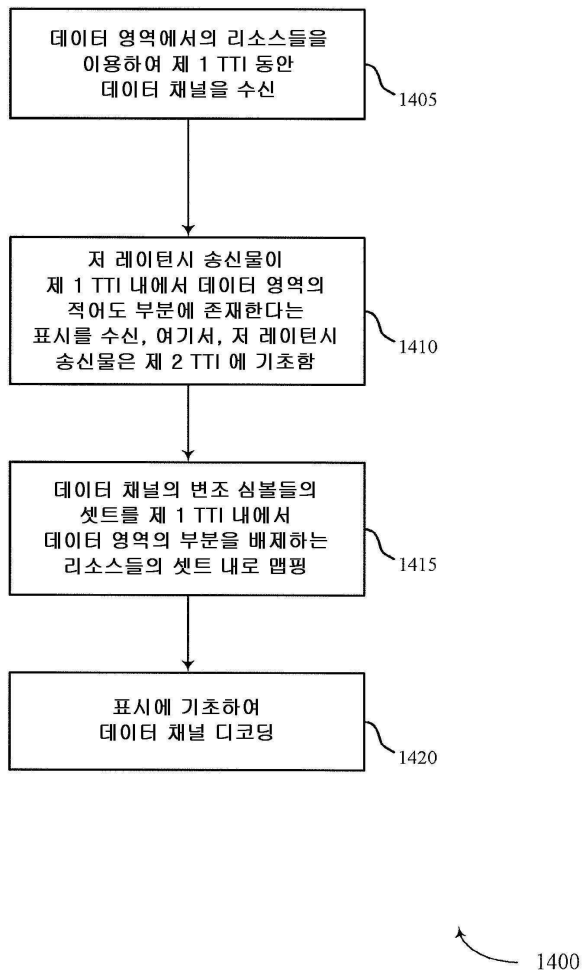 데이터 영역에서의 리소스들을
이용하여 제 1 TTI 동안
데이터 채널을 수신
1405
저 레이턴시 송신물이
제 1 TTI 내에서 데이터 영역의
적어도 부분에 존재한다는
표시를 수신, 여기서, 저 레이턴시
송신물은 제 2 TTI 에 기초함
1410
데이터 채널의 변조 심볼들의
셋트를 제 1 TTI 내에서
데이터 영역의 부분을 배제하는
리소스들의 셋트 내로 맵핑
1415
표시에 기초하여
데이터 채널 디코딩
1420
1400